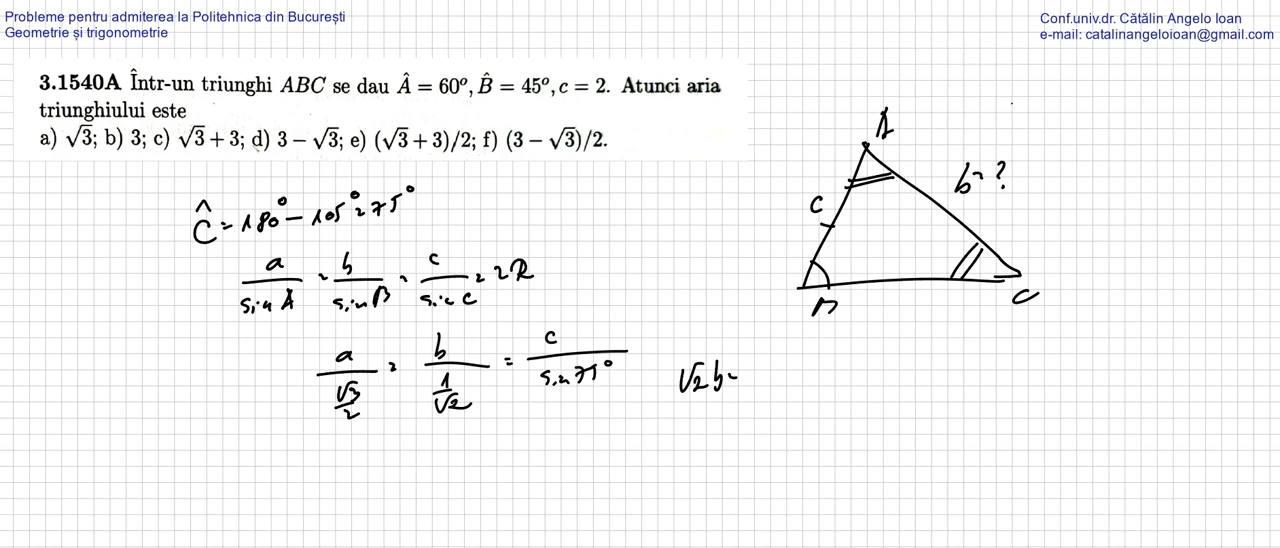 Probleme pentru admiterea la Politehnica din București
Geometrie și trigonometrie
Conf.univ.dr. Cătălin Angelo Ioan
e-mail: catalinangeloioan@gmail.com
3.1540A Într-un triunghi ABC se dau Â = 60°, B̂ = 45°, c = 2. Atunci aria
triunghiului este
a) √3; b) 3; c) √3 + 3; d) 3 − √3; e) (√3 + 3)/2; f) (3 − √3)/2.
Ĉ = 180° − 105° = 75°
a/sin A = b/sin B = c/sin C = 2R
a/(√3/2) = b/(1/√2) = c/sin 75°
√2 b =
A
c
b = ?
B
C